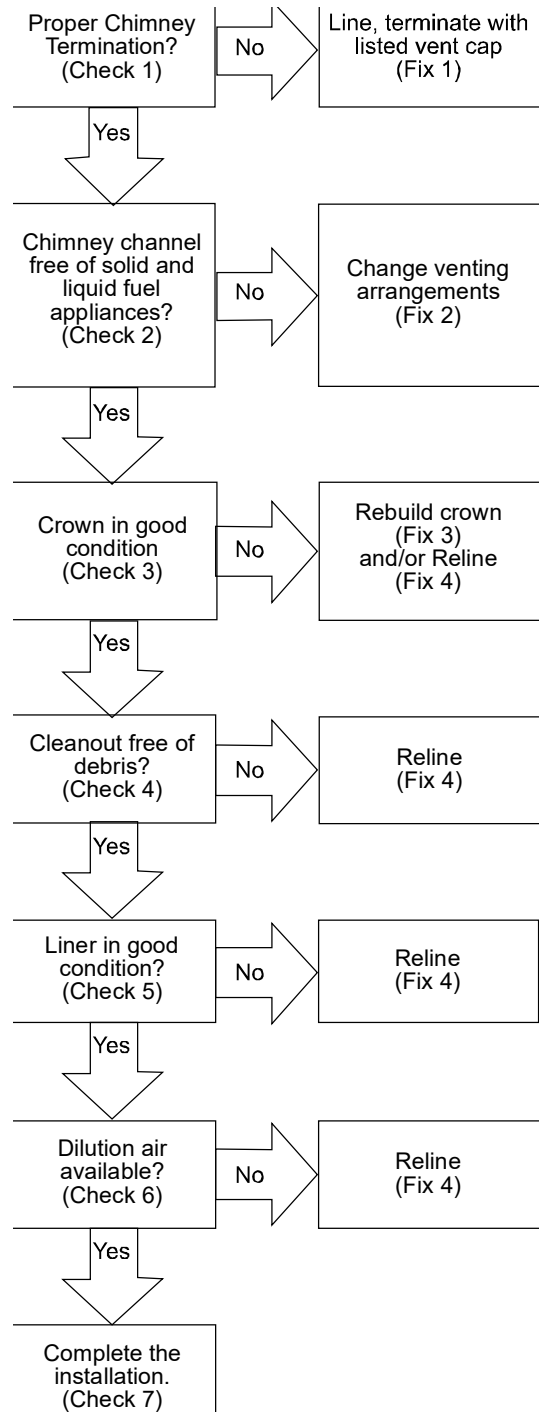 Proper Chimney
Termination?
(Check 1)
No
Line, terminate with
listed vent cap
(Fix 1)
Yes
Chimney channel
free of solid and
liquid fuel
appliances?
(Check 2)
No
Change venting
arrangements
(Fix 2)
Yes
Crown in good
condition
(Check 3)
No
Rebuild crown
(Fix 3)
and/or Reline
(Fix 4)
Yes
Cleanout free of
debris?
(Check 4)
No
Reline
(Fix 4)
Yes
Liner in good
condition?
(Check 5)
No
Reline
(Fix 4)
Yes
Dilution air
available?
(Check 6)
No
Reline
(Fix 4)
Yes
Complete the
installation.
(Check 7)